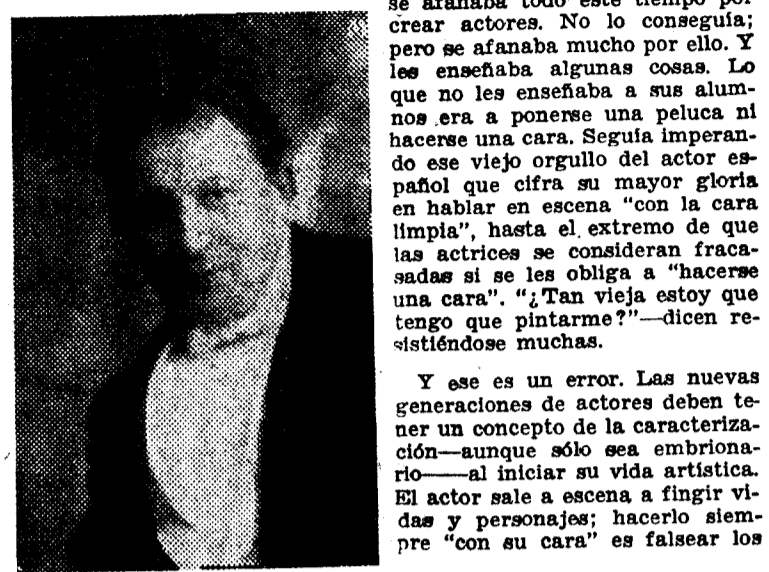 se afanaba todo este tiempo por
crear actores. No lo conseguía;
pero se afanaba mucho por ello. Y
les enseñaba algunas cosas. Lo
que no les enseñaba a sus alum-
nos era a ponerse una peluca ni
hacerse una cara. Seguía imperan-
do ese viejo orgullo del actor es-
pañol que cifra su mayor gloria
en hablar en escena “con la cara
limpia”, hasta el extremo de que
las actrices se consideran fraca-
sadas si se les obliga a “hacerse
una cara”. “¿Tan vieja estoy que
tengo que pintarme?”—dicen re-
sistiéndose muchas.
Y ese es un error. Las nuevas
generaciones de actores deben te-
ner un concepto de la caracteriza-
ción—aunque sólo sea embriona-
rio——al iniciar su vida artística.
El actor sale a escena a fingir vi-
das y personajes; hacerlo siem-
pre “con su cara” es falsear los